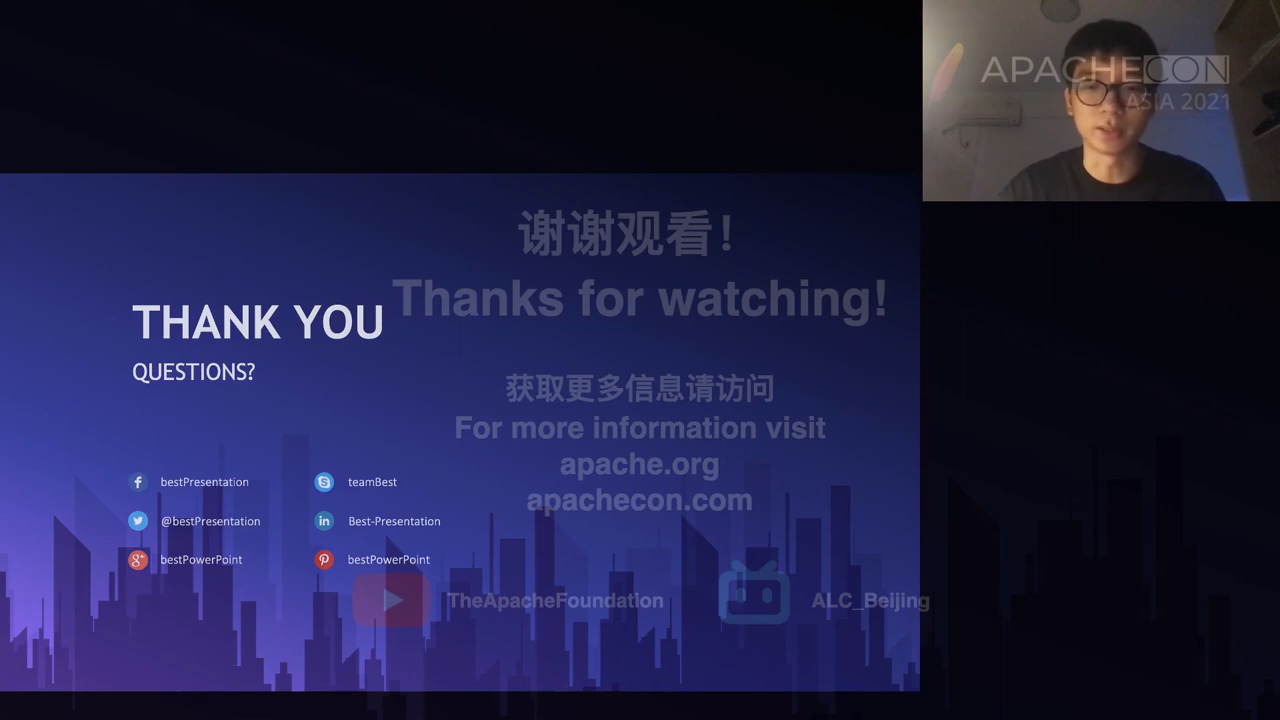 APACHECON
ASIA 2021
谢谢观看！
Thanks for watching!
THANK YOU
QUESTIONS?
获取更多信息请访问
For more information visit
apache.org
apachecon.com
bestPresentation
teamBest
@bestPresentation
Best-Presentation
bestPowerPoint
bestPowerPoint
TheApacheFoundation
ALC_Beijing